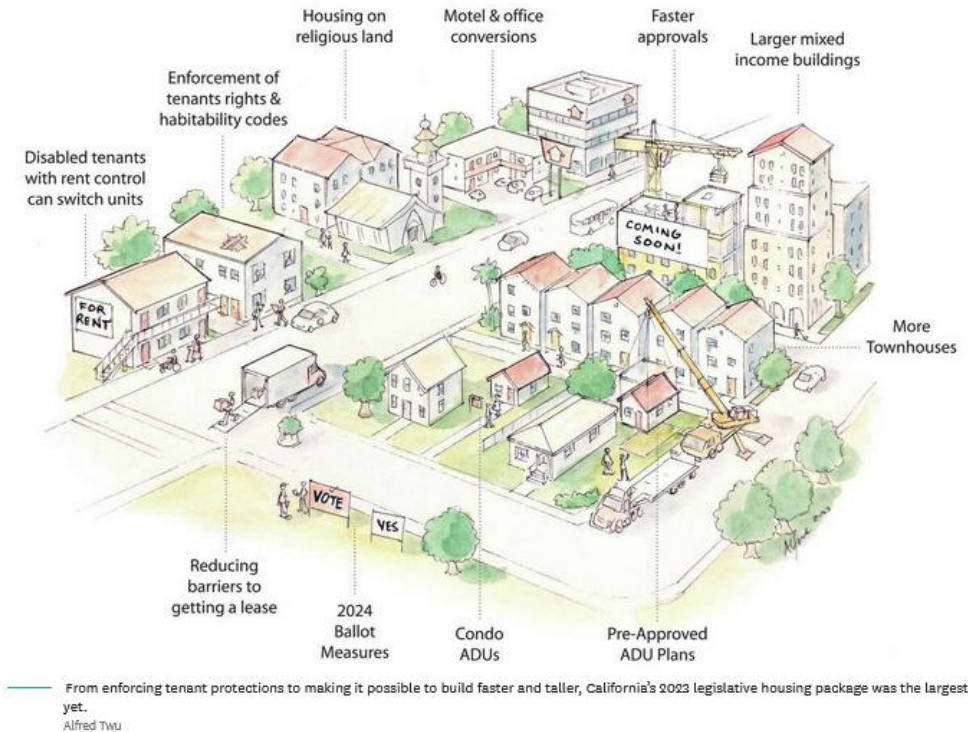 Housing on
religious land
Motel & office
conversions
Faster
approvals
Larger mixed
income buildings
Enforcement of
tenants rights &
habitability codes
Disabled tenants
with rent control
can switch units
FOR
RENT
COMING
SOON!
More
Townhouses
VOTE
YES
Reducing
barriers to
getting a lease
2024
Ballot
Measures
Condo
ADUs
Pre-Approved
ADU Plans
From enforcing tenant protections to making it possible to build faster and taller, California's 2023 legislative housing package was the largest
yet.
Alfred Twu